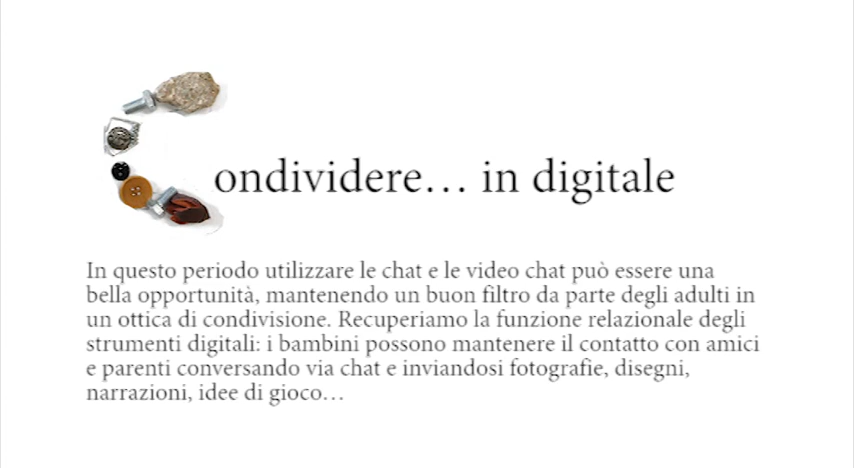 Condividere... in digitale
In questo periodo utilizzare le chat e le video chat può essere una
bella opportunità, mantenendo un buon filtro da parte degli adulti in
un ottica di condivisione. Recuperiamo la funzione relazionale degli
strumenti digitali: i bambini possono mantenere il contatto con amici
e parenti conversando via chat e inviandosi fotografie, disegni,
narrazioni, idee di gioco...